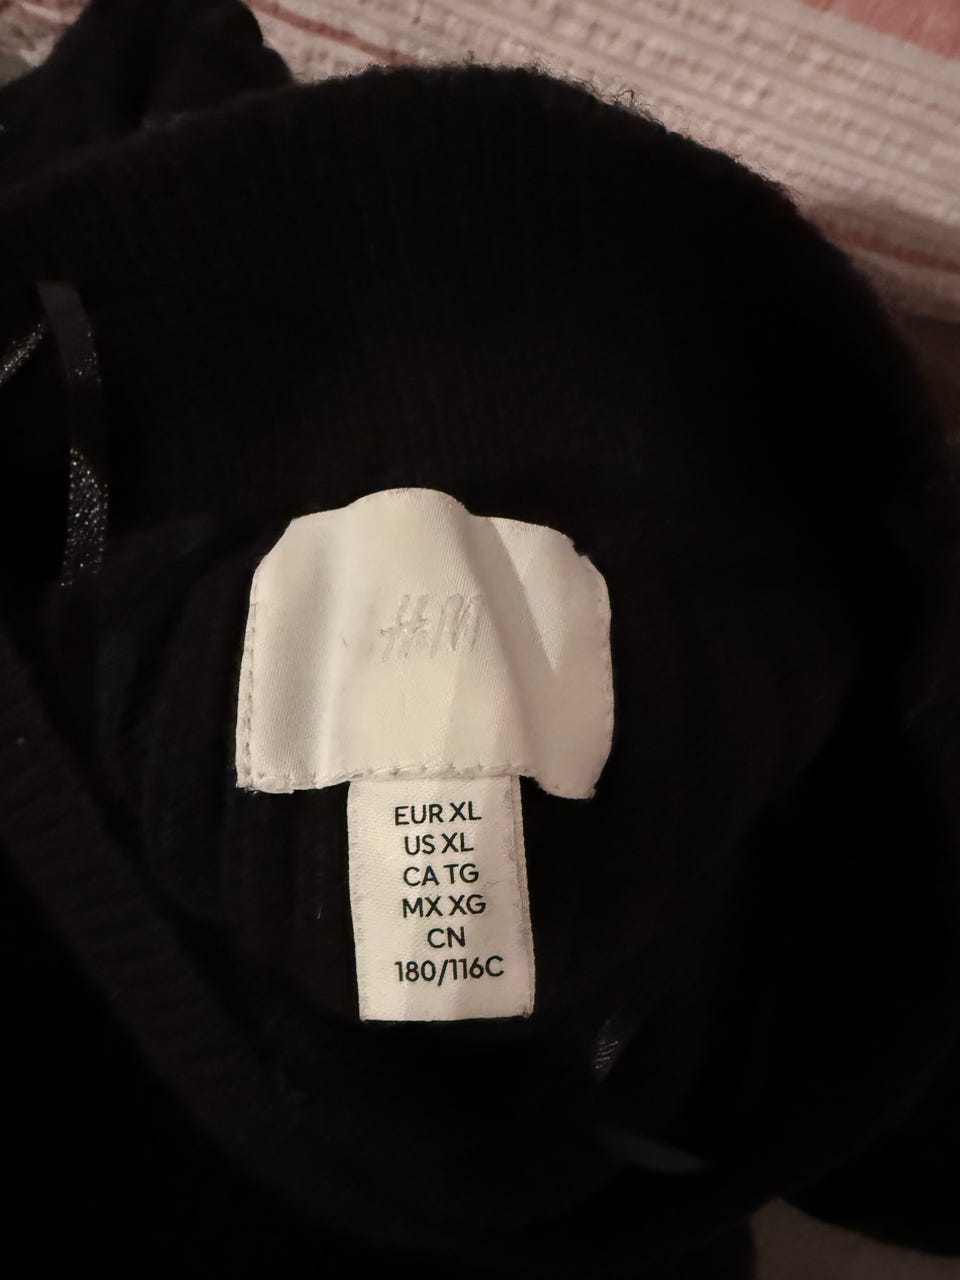 H&M
EUR XL
US XL
CA TG
MX XG
CN
180/116C